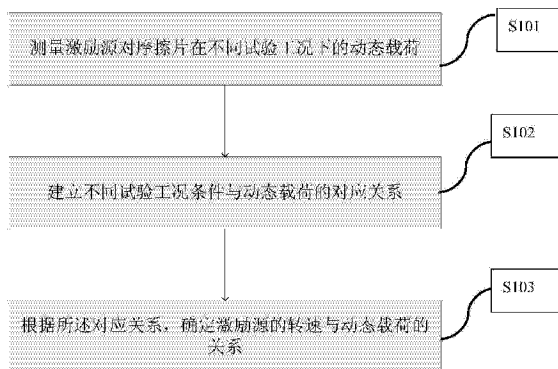 测量激励源对摩擦片在不同试验工况下的动态载荷
S101
S102
建立不同试验工况条件与动态载荷的对应关系
S103
根据所述对应关系，确定激励源的转速与动态载荷的
关系